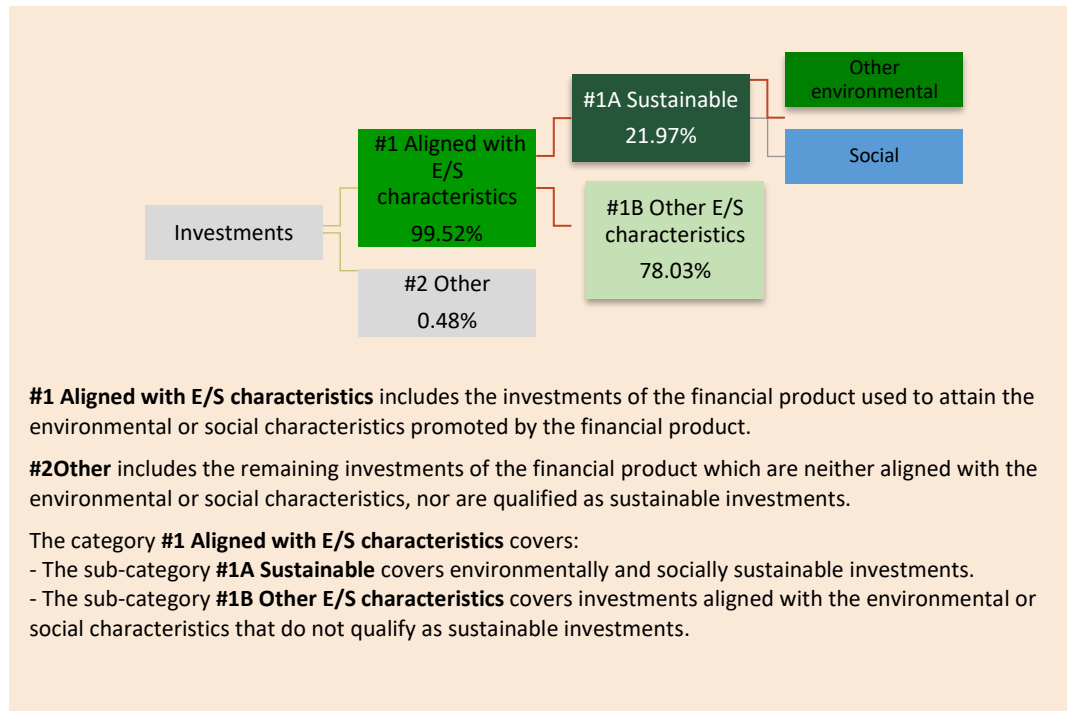 Other
environmental
#1A Sustainable
21.97%
Social
#1 Aligned with
E/S
characteristics
99.52%
#1B Other E/S
characteristics
78.03%
Investments
#2 Other
0.48%
#1 Aligned with E/S characteristics includes the investments of the financial product used to attain the
environmental or social characteristics promoted by the financial product.
#2Other includes the remaining investments of the financial product which are neither aligned with the
environmental or social characteristics, nor are qualified as sustainable investments.
The category #1 Aligned with E/S characteristics covers:
- The sub-category #1A Sustainable covers environmentally and socially sustainable investments.
- The sub-category #1B Other E/S characteristics covers investments aligned with the environmental or
social characteristics that do not qualify as sustainable investments.